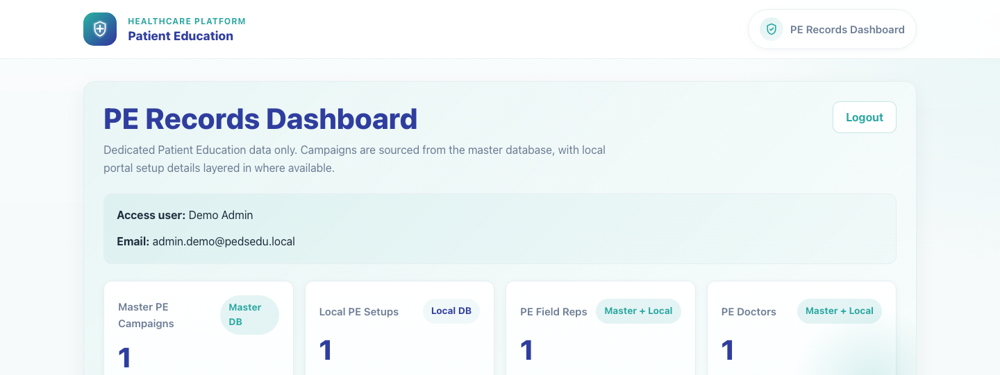 HEALTHCARE PLATFORM
Patient Education
PE Records Dashboard
PE Records Dashboard
Logout
Dedicated Patient Education data only. Campaigns are sourced from the master database, with local
portal setup details layered in where available.
Access user: Demo Admin
Email: admin.demo@pedsedu.local
Master PE
Campaigns
Master
DB
1
Local PE Setups
Local DB
1
PE Field Reps
Master + Local
1
PE Doctors
Master + Local
1